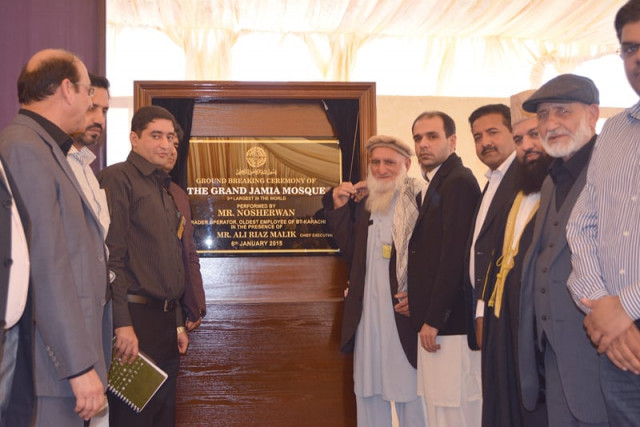 GROUND BREAKING CEREMONY OF
THE GRAND JAMIA MOSQUE
3RD LARGEST IN THE WORLD
PERFORMED BY
MR. NOSHERWAN
OPERATOR, OLDEST EMPLOYEE OF BT-KARACHI
IN THE PRESENCE OF
MR. ALI RIAZ MALIK CHIEF EXECUTIVE
6th JANUARY 2015